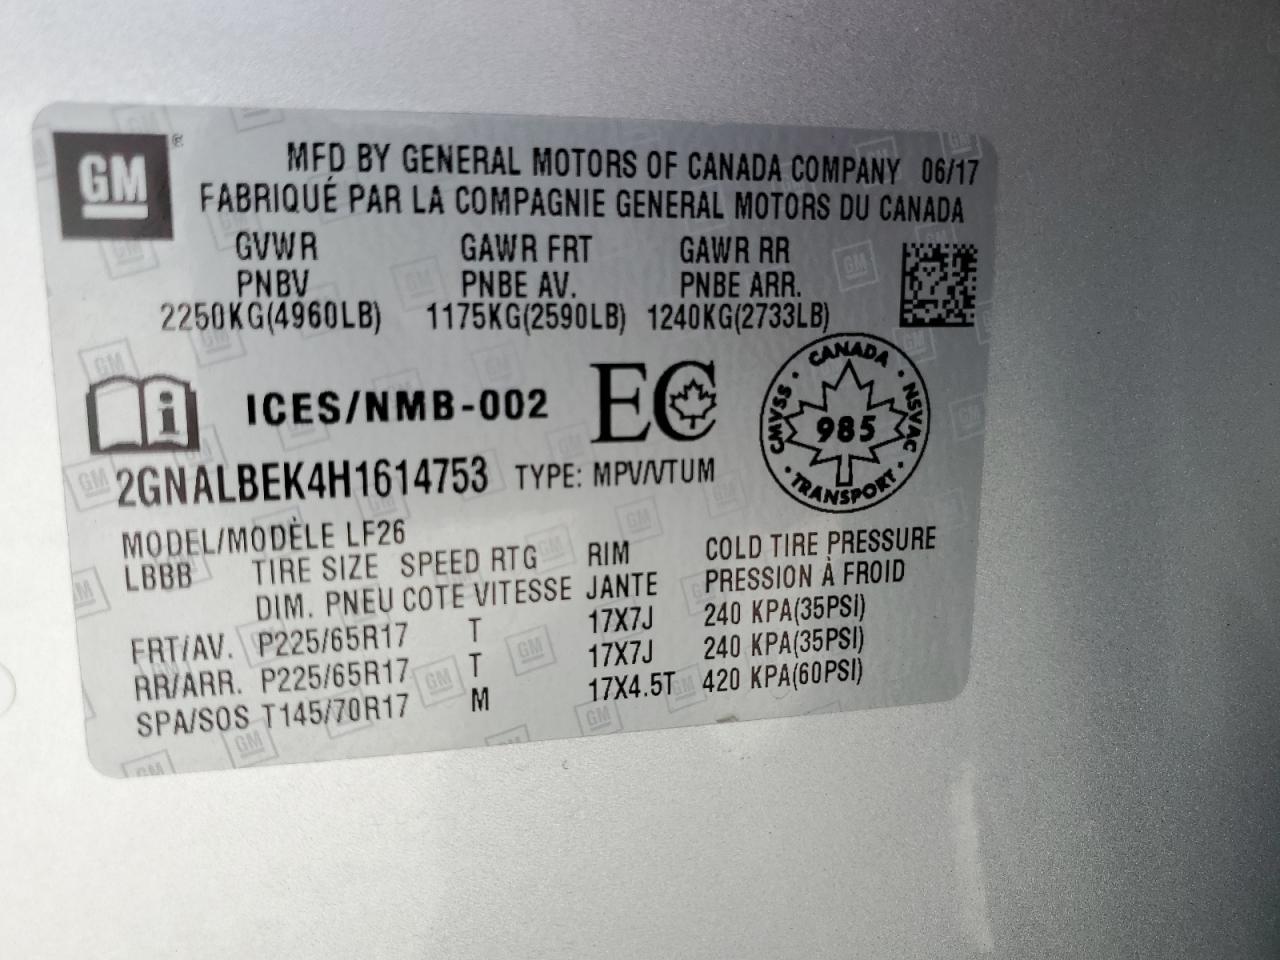 GM
MFD BY GENERAL MOTORS OF CANADA COMPANY 06/17
FABRIQUÉ PAR LA COMPAGNIE GENERAL MOTORS DU CANADA
GVWR GAWR FRT GAWR RR
PNBV PNBE AV. PNBE ARR.
2250KG(4960LB) 1175KG(2590LB) 1240KG(2733LB)
ICES/NMB-002 EC
CANADA
CMVSS 985 NSVAC
TRANSPORT
2GNALBEK4H1614753 TYPE: MPV/VTUM
MODEL/MODÈLE LF26
LBBB TIRE SIZE SPEED RTG RIM COLD TIRE PRESSURE
DIM. PNEU COTE VITESSE JANTE PRESSION À FROID
FRT/AV. P225/65R17 T 17X7J 240 KPA(35PSI)
RR/ARR. P225/65R17 T 17X7J 240 KPA(35PSI)
SPA/SOS T145/70R17 M 17X4.5T 420 KPA(60PSI)